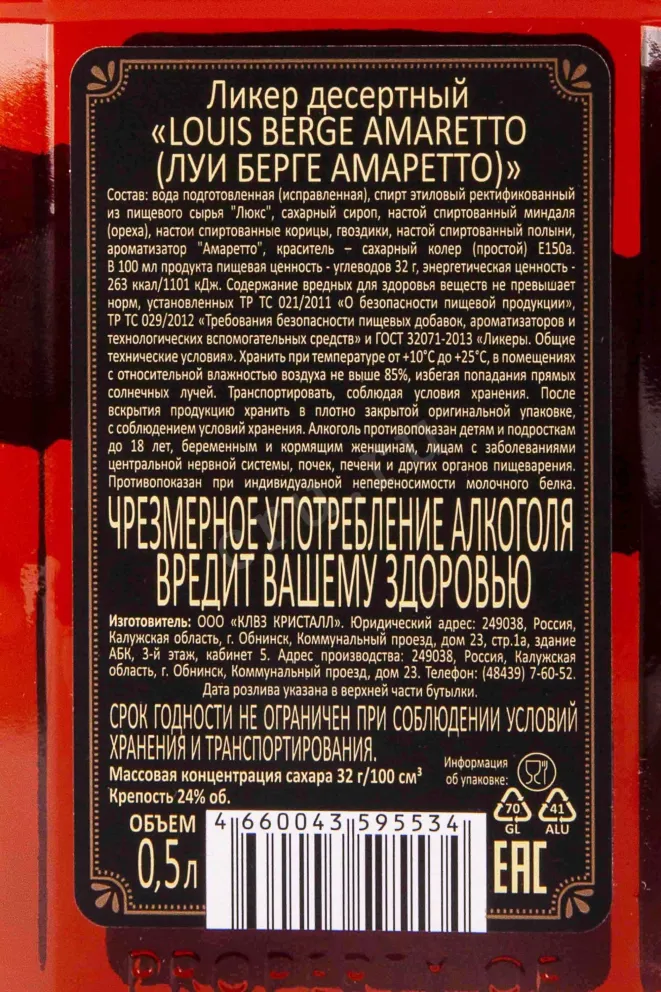 Ликер десертный
«LOUIS BERGE AMARETTO
(ЛУИ БЕРГЕ АМАРЕТТО)»
Состав: вода подготовленная (исправленная), спирт этиловый ректификованный
из пищевого сырья "Люкс", сахарный сироп, настой спиртованный миндаля
(ореха), настои спиртованные корицы, гвоздики, настой спиртованный полыни,
ароматизатор "Амаретто", краситель – сахарный колер (простой) Е150а.
В 100 мл продукта пищевая ценность - углеводов 32 г, энергетическая ценность -
263 ккал/1101 кДж. Содержание вредных для здоровья веществ не превышает
норм, установленных ТР ТС 021/2011 «О безопасности пищевой продукции»,
ТР ТС 029/2012 «Требования безопасности пищевых добавок, ароматизаторов и
технологических вспомогательных средств» и ГОСТ 32071-2013 «Ликеры. Общие
технические условия». Хранить при температуре от +10°С до +25°С, в помещениях
с относительной влажностью воздуха не выше 85%, избегая попадания прямых
солнечных лучей. Транспортировать, соблюдая условия хранения. После
вскрытия продукцию хранить в плотно закрытой оригинальной упаковке,
с соблюдением условий хранения. Алкоголь противопоказан детям и подросткам
до 18 лет, беременным и кормящим женщинам, лицам с заболеваниями
центральной нервной системы, почек, печени и других органов пищеварения.
Противопоказан при индивидуальной непереносимости молочного белка.
ЧРЕЗМЕРНОЕ УПОТРЕБЛЕНИЕ АЛКОГОЛЯ
ВРЕДИТ ВАШЕМУ ЗДОРОВЬЮ
Изготовитель: ООО «КЛВЗ КРИСТАЛЛ». Юридический адрес: 249038, Россия,
Калужская область, г. Обнинск, Коммунальный проезд, дом 23, стр.1а, здание
АБК, 3-й этаж, кабинет 5. Адрес производства: 249038, Россия, Калужская
область, г. Обнинск, Коммунальный проезд, дом 23. Телефон: (48439) 7-60-52.
Дата розлива указана в верхней части бутылки.
СРОК ГОДНОСТИ НЕ ОГРАНИЧЕН ПРИ СОБЛЮДЕНИИ УСЛОВИЙ
ХРАНЕНИЯ И ТРАНСПОРТИРОВАНИЯ.
Массовая концентрация сахара 32 г/100 см³
Крепость 24% об.
Информация
об упаковке:
70
GL
41
ALU
ОБЪЕМ
0,5л
4 660043 595534
EAC
PROPERTY OF